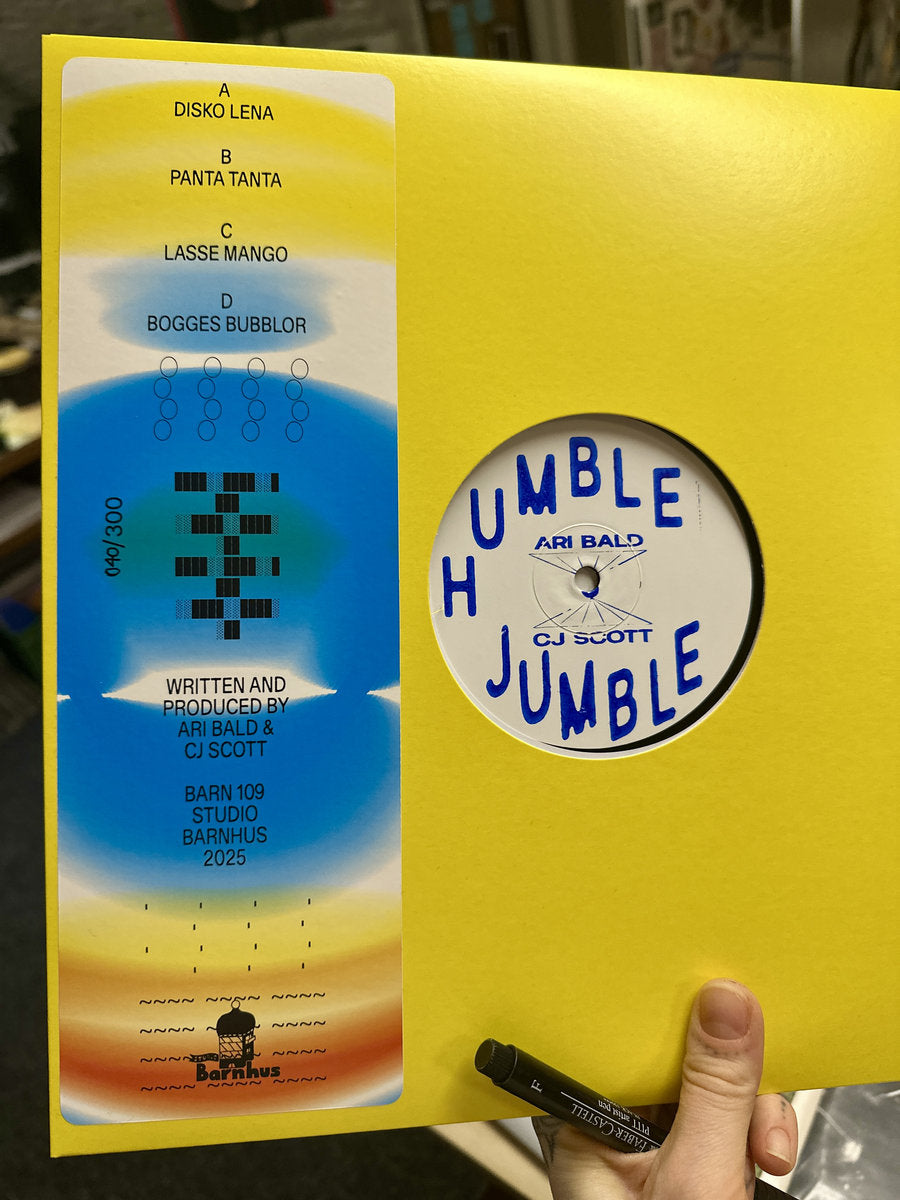 A
DISKO LENA
B
PANTA TANTA
C
LASSE MANGO
D
BOGGES BUBBLOR
040/300
WRITTEN AND
PRODUCED BY
ARI BALD &
CJ SCOTT
BARN 109
STUDIO
BARNHUS
2025
~~~~ ~~~~ ~~~~
~~~~ ~~~~ ~~~~
~~~~ ~~~~
STUDIO
Barnhus
~~~~ ~~~~ ~~~~
HUMBLE
ARI BALD
CJ SCOTT
JUMBLE
F
FABER-CASTELL
PITT artist pen